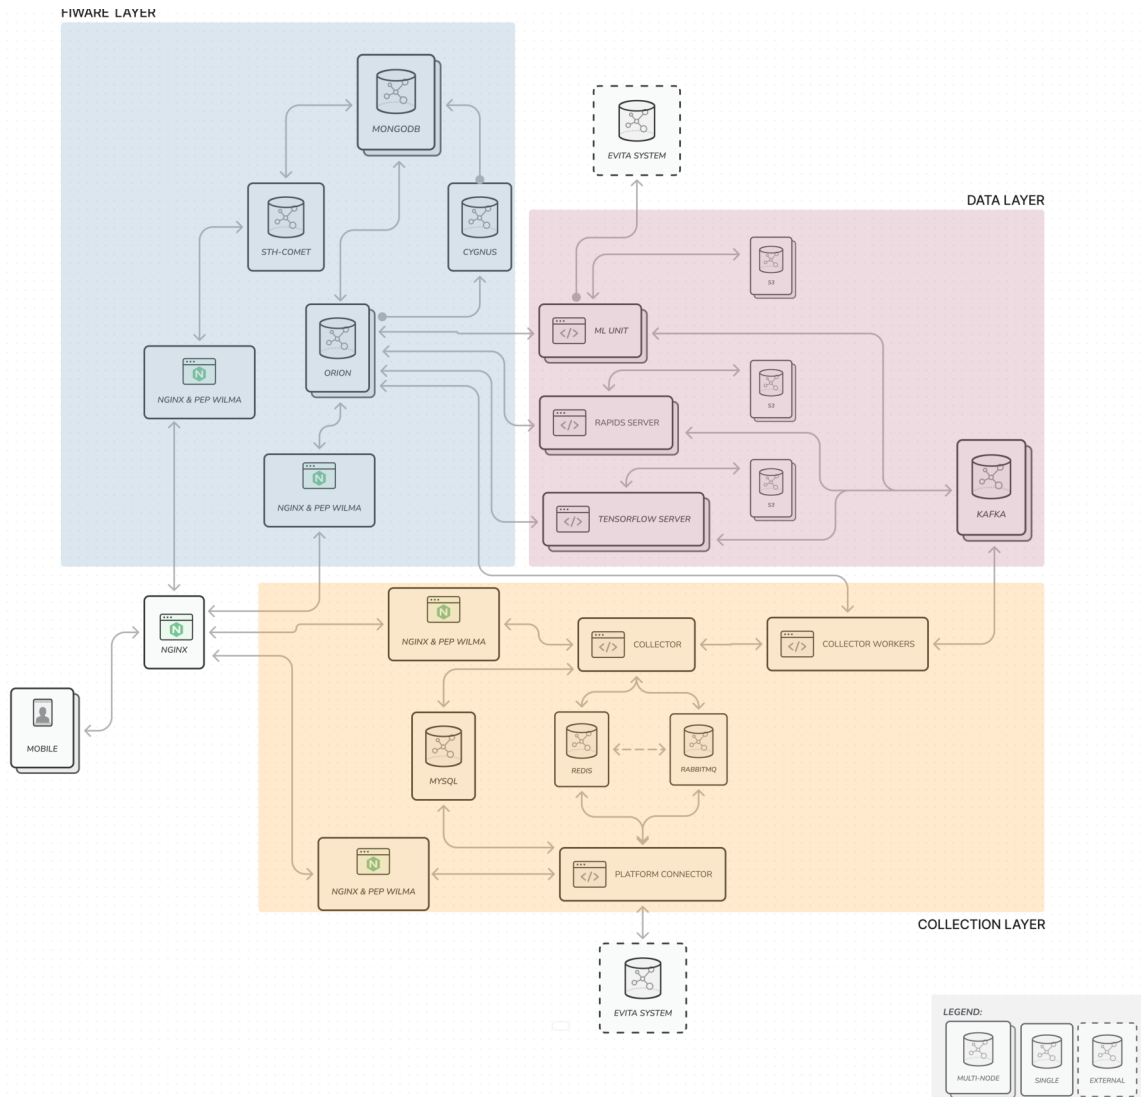 FIWARE LAYER
MONGODB
EVITA SYSTEM
DATA LAYER
STH-COMET
CYGNUS
S3
ML UNIT
ORION
S3
NGINX & PEP WILMA
RAPIDS SERVER
S3
NGINX & PEP WILMA
TENSORFLOW SERVER
KAFKA
NGINX
NGINX & PEP WILMA
COLLECTOR
COLLECTOR WORKERS
MOBILE
MYSQL
REDIS
RABBITMQ
NGINX & PEP WILMA
PLATFORM CONNECTOR
COLLECTION LAYER
EVITA SYSTEM
LEGEND:
MULTI-NODE
SINGLE
EXTERNAL